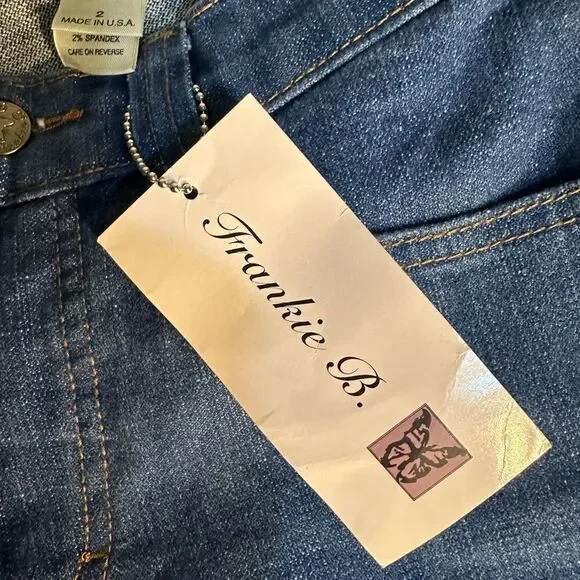 2
MADE IN U.S.A.
2% SPANDEX
CARE ON REVERSE
Frankie B.